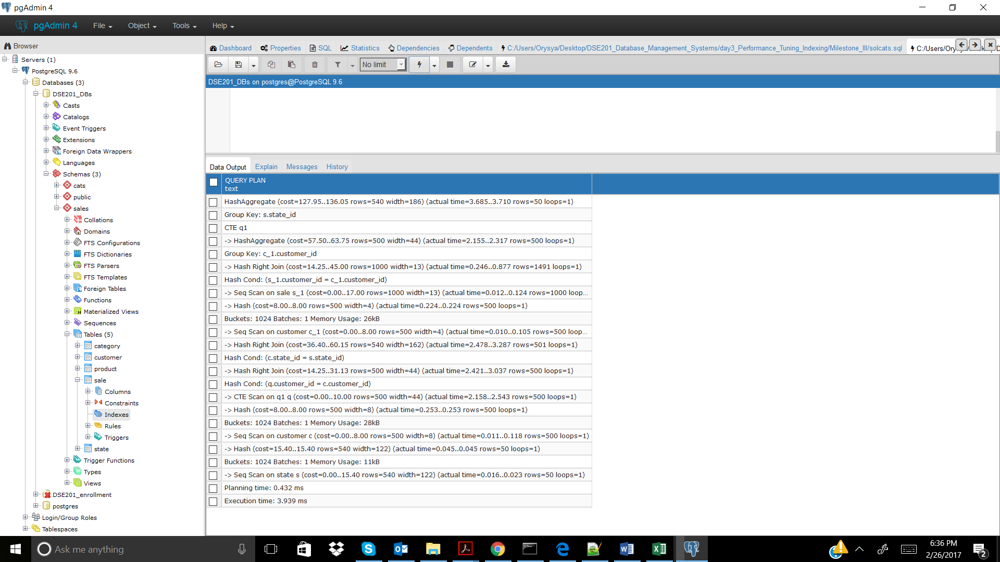 pgAdmin 4
pgAdmin 4 File Object Tools Help
Browser
Servers (1)
PostgreSQL 9.6
Databases (3)
DSE201_DBs
Casts
Catalogs
Event Triggers
Extensions
Foreign Data Wrappers
Languages
Schemas (3)
cats
public
sales
Collations
Domains
FTS Configurations
FTS Dictionaries
FTS Parsers
FTS Templates
Foreign Tables
Functions
Materialized Views
Sequences
Tables (5)
category
customer
product
sale
Columns
Constraints
Indexes
Rules
Triggers
state
Trigger Functions
Types
Views
DSE201_enrollment
postgres
Login/Group Roles
Tablespaces
Dashboard Properties SQL Statistics Dependencies Dependents C:/Users/Orysya/Desktop/DSE201_Database_Management_Systems/day3_Performance_Tuning_Indexing/Milestone_III/solcats.sql
No limit
DSE201_DBs on postgres@PostgreSQL 9.6
Data Output Explain Messages History
QUERY PLAN
text
HashAggregate (cost=127.95..136.05 rows=540 width=186) (actual time=3.685..3.710 rows=50 loops=1)
Group Key: s.state_id
CTE q1
-> HashAggregate (cost=57.50..63.75 rows=500 width=44) (actual time=2.155..2.317 rows=500 loops=1)
Group Key: c_1.customer_id
-> Hash Right Join (cost=14.25..45.00 rows=1000 width=13) (actual time=0.246..0.877 rows=1491 loops=1)
Hash Cond: (s_1.customer_id = c_1.customer_id)
-> Seq Scan on sale s_1 (cost=0.00..17.00 rows=1000 width=13) (actual time=0.012..0.124 rows=1000 loop...
-> Hash (cost=8.00..8.00 rows=500 width=4) (actual time=0.224..0.224 rows=500 loops=1)
Buckets: 1024 Batches: 1 Memory Usage: 26kB
-> Seq Scan on customer c_1 (cost=0.00..8.00 rows=500 width=4) (actual time=0.010..0.105 rows=500 loop...
-> Hash Right Join (cost=36.40..60.15 rows=540 width=162) (actual time=2.478..3.287 rows=501 loops=1)
Hash Cond: (c.state_id = s.state_id)
-> Hash Right Join (cost=14.25..31.13 rows=500 width=44) (actual time=2.421..3.037 rows=500 loops=1)
Hash Cond: (q.customer_id = c.customer_id)
-> CTE Scan on q1 q (cost=0.00..10.00 rows=500 width=44) (actual time=2.158..2.543 rows=500 loops=1)
-> Hash (cost=8.00..8.00 rows=500 width=8) (actual time=0.253..0.253 rows=500 loops=1)
Buckets: 1024 Batches: 1 Memory Usage: 28kB
-> Seq Scan on customer c (cost=0.00..8.00 rows=500 width=8) (actual time=0.011..0.118 rows=500 loops=1)
-> Hash (cost=15.40..15.40 rows=540 width=122) (actual time=0.045..0.045 rows=50 loops=1)
Buckets: 1024 Batches: 1 Memory Usage: 11kB
-> Seq Scan on state s (cost=0.00..15.40 rows=540 width=122) (actual time=0.016..0.023 rows=50 loops=1)
Planning time: 0.432 ms
Execution time: 3.939 ms
Ask me anything
6:36 PM
2/26/2017
2